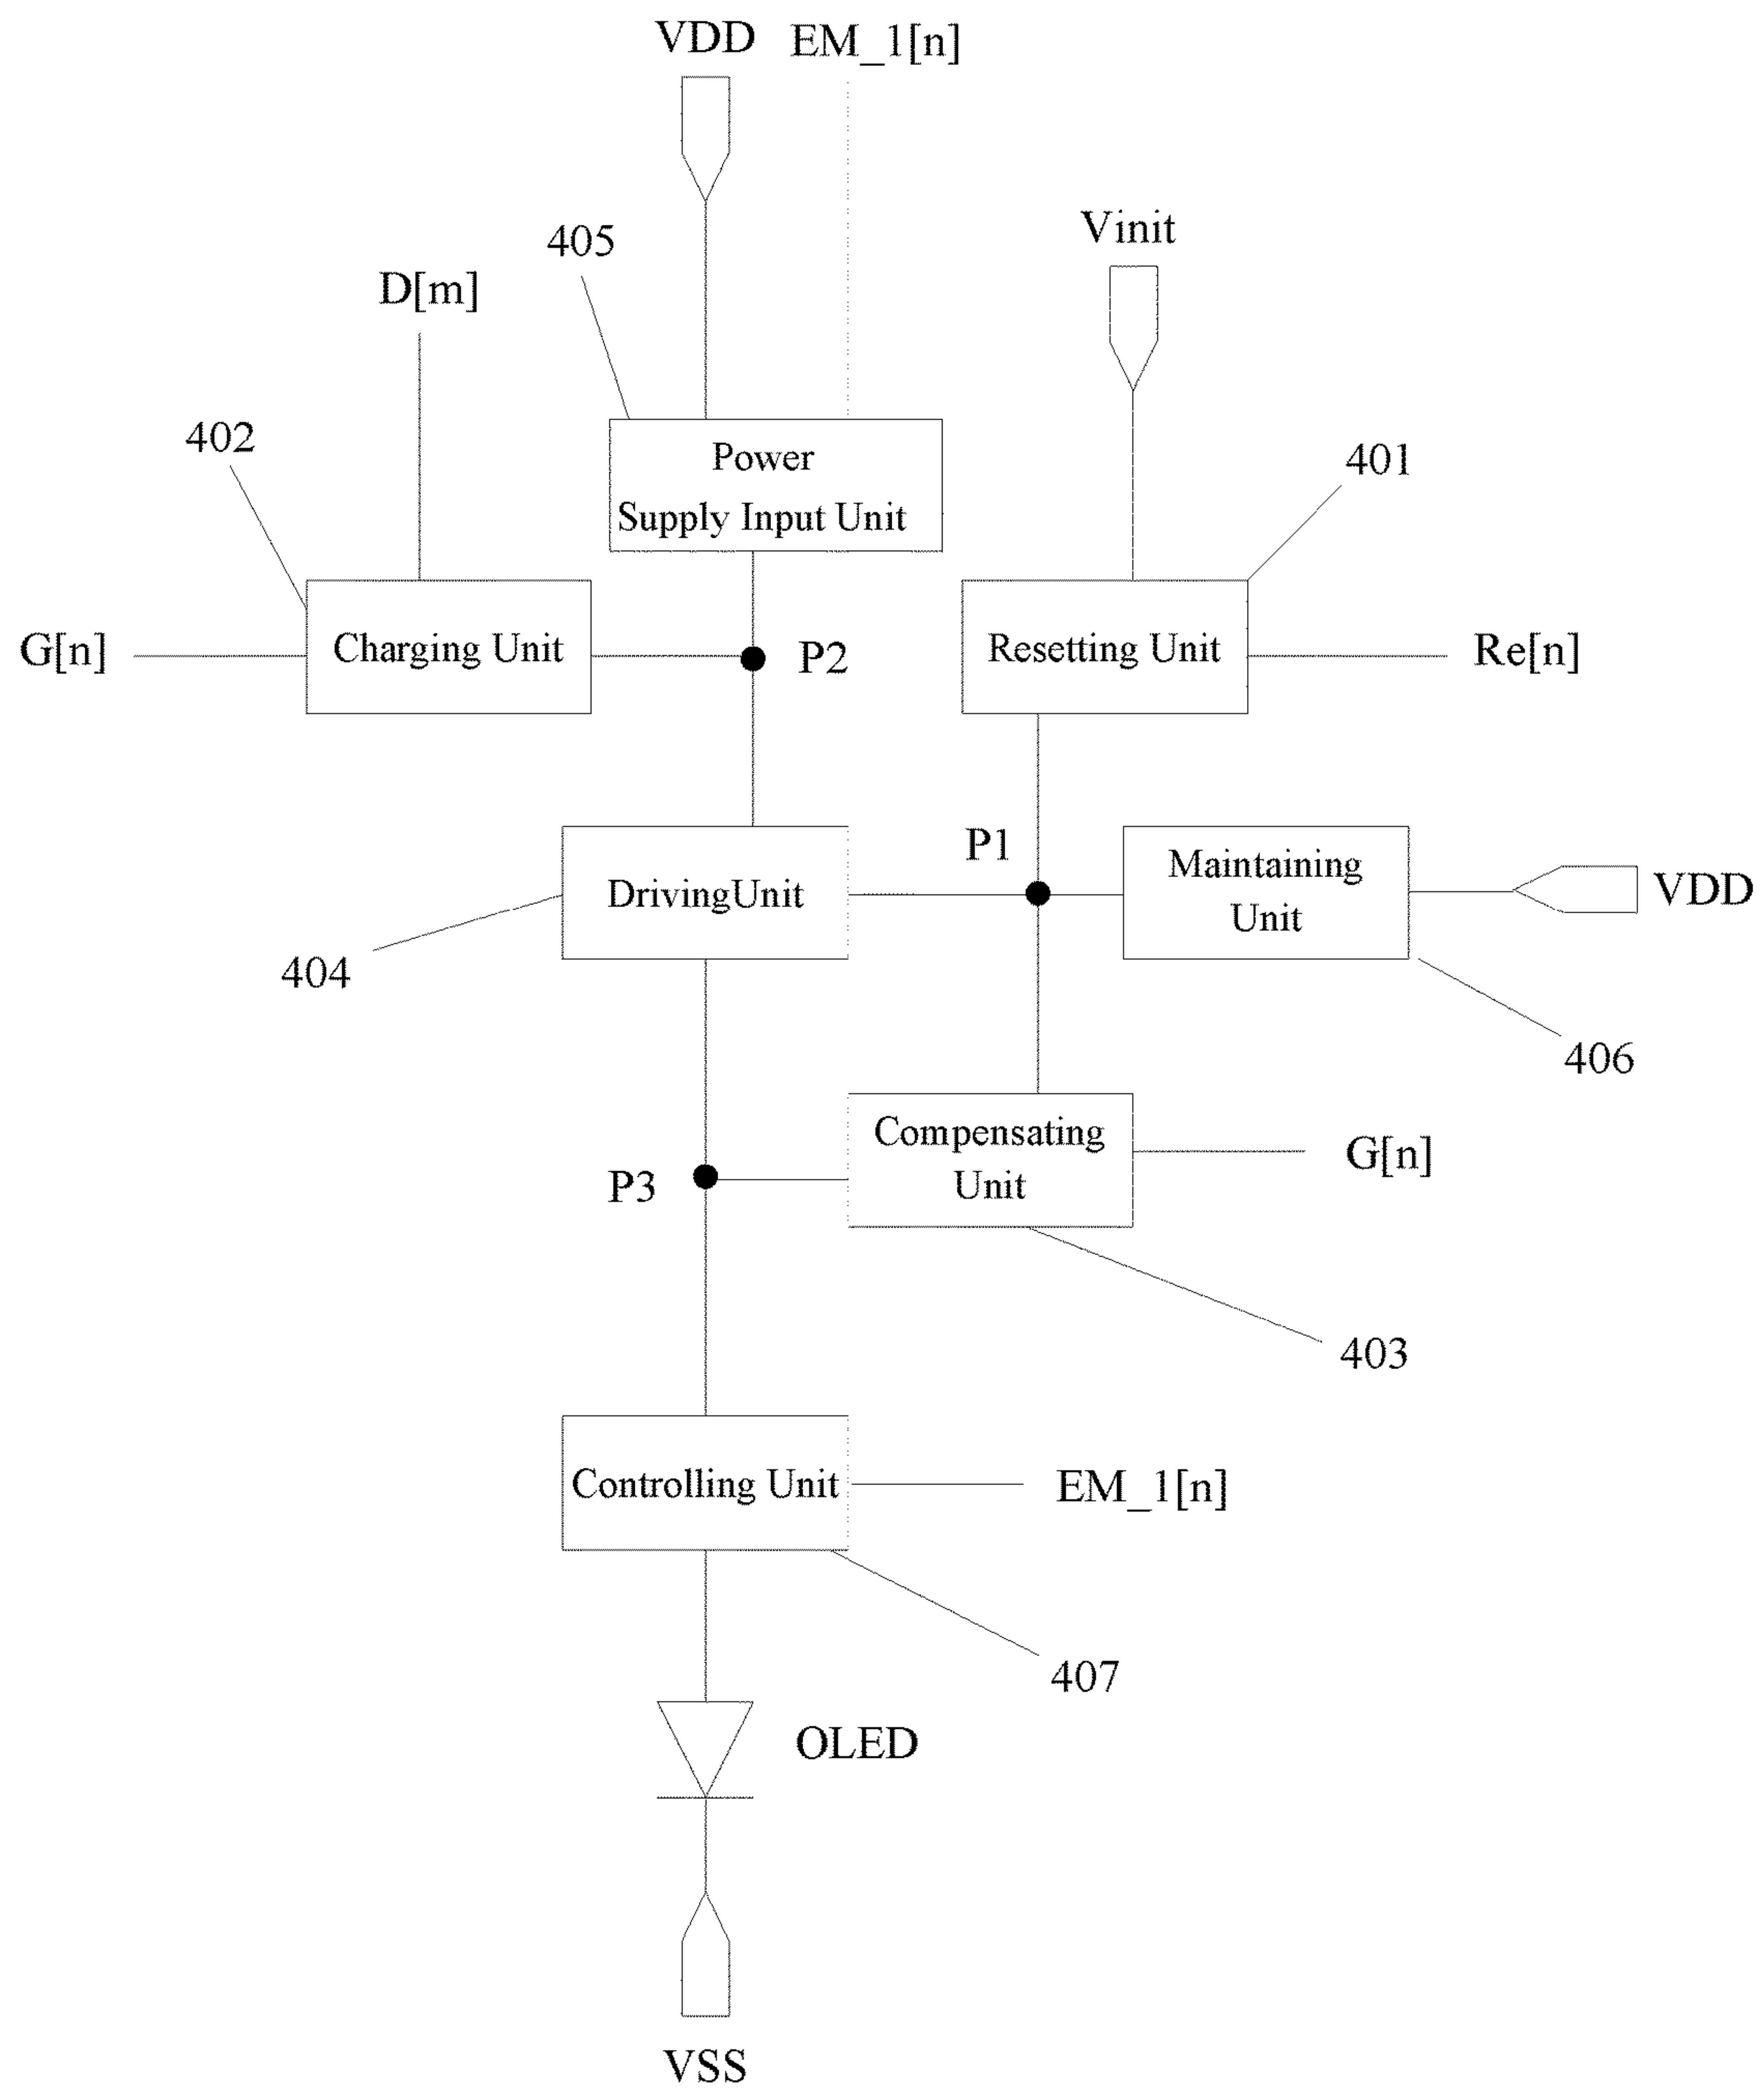 VDD
EM_1[n]
Vinit
405
D[m]
402
401
Power
Supply Input Unit
G[n]
Charging Unit
P2
Resetting Unit
Re[n]
P1
DrivingUnit
Maintaining
Unit
VDD
404
406
Compensating
Unit
G[n]
P3
403
Controlling Unit
EM_1[n]
407
OLED
VSS